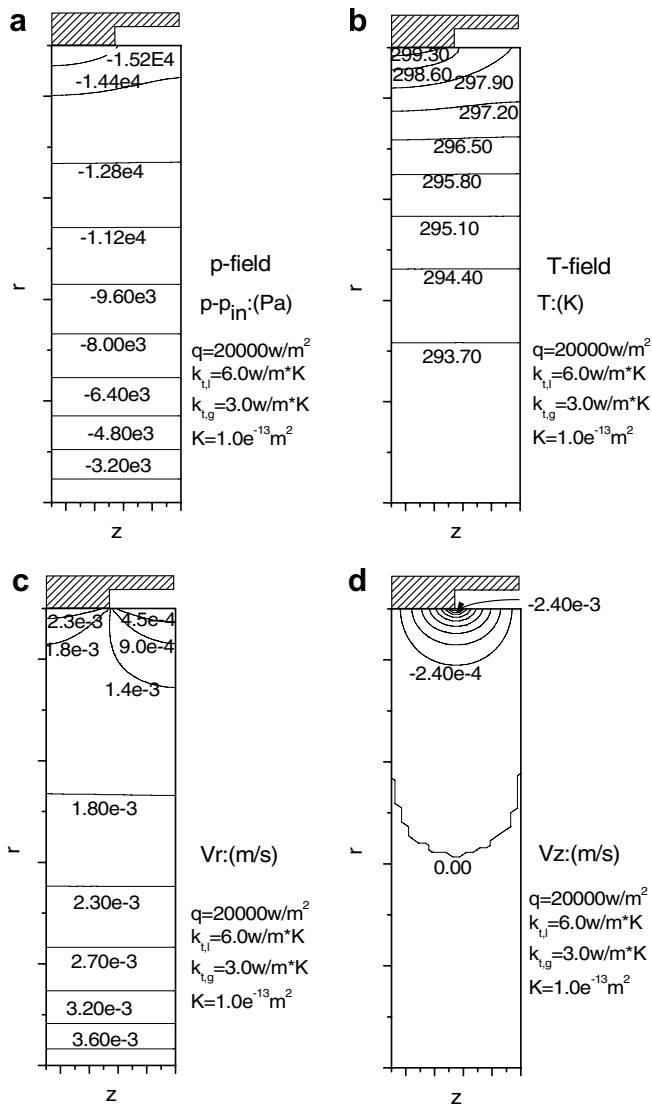 a
-1.52E4
-1.44e4
-1.28e4
-1.12e4
-9.60e3
-8.00e3
-6.40e3
-4.80e3
-3.20e3
r
z
p-field
p-p_in:(Pa)
q=20000w/m²
k_t,l=6.0w/m*K
k_t,g=3.0w/m*K
K=1.0e⁻¹³m²
b
299.30
298.60
297.90
297.20
296.50
295.80
295.10
294.40
293.70
r
z
T-field
T:(K)
q=20000w/m²
k_t,l=6.0w/m*K
k_t,g=3.0w/m*K
K=1.0e⁻¹³m²
c
2.3e-3 4.5e-4
1.8e-3 9.0e-4
1.4e-3
1.80e-3
2.30e-3
2.70e-3
3.20e-3
3.60e-3
r
z
Vr:(m/s)
q=20000w/m²
k_t,l=6.0w/m*K
k_t,g=3.0w/m*K
K=1.0e⁻¹³m²
d
-2.40e-3
-2.40e-4
0.00
r
z
Vz:(m/s)
q=20000w/m²
k_t,l=6.0w/m*K
k_t,g=3.0w/m*K
K=1.0e⁻¹³m²